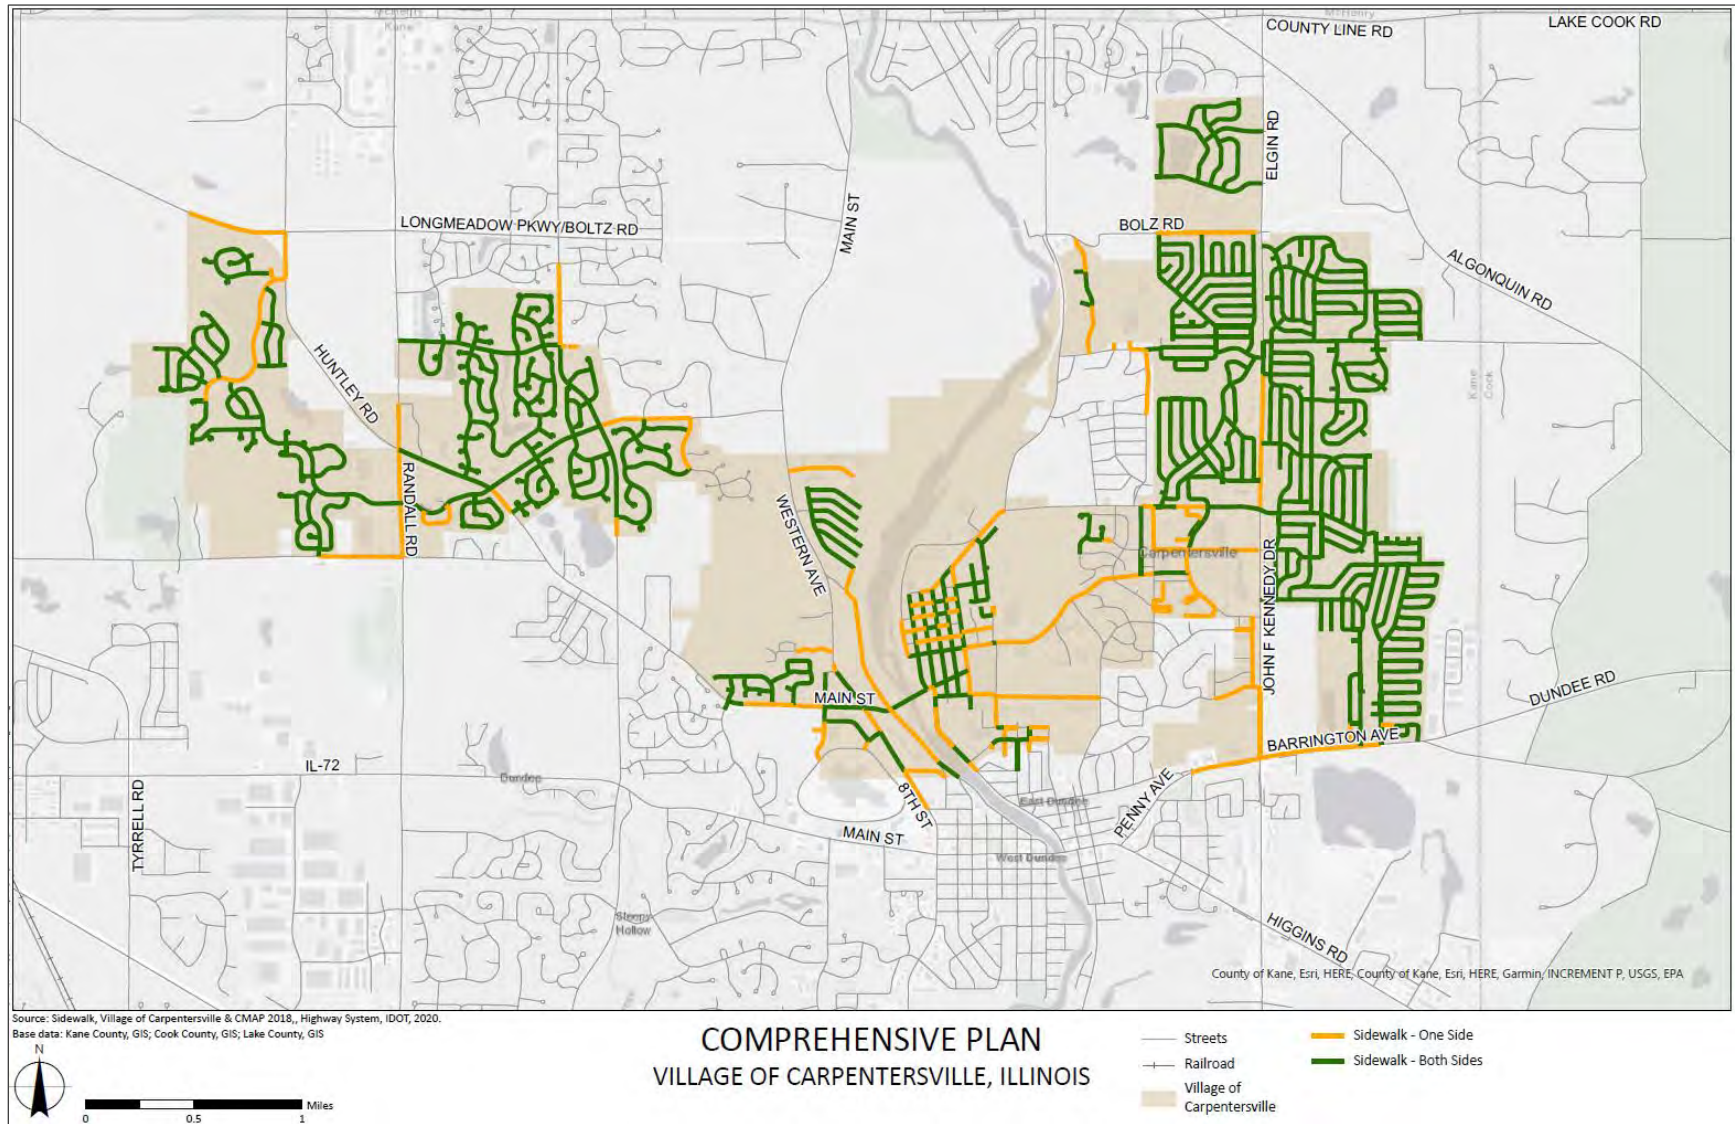 McHenry
Kane
McHenry
COUNTY LINE RD
LAKE COOK RD
ELGIN RD
MAIN ST
LONGMEADOW PKWY/BOLTZ RD
BOLZ RD
ALGONQUIN RD
HUNTLEY RD
Kane
Cook
RANDALL RD
WESTERN AVE
Carpentersville
JOHN F KENNEDY DR
MAIN ST
DUNDEE RD
BARRINGTON AVE
IL-72
Dundee
TYRRELL RD
8TH ST
East Dundee
PENNY AVE
MAIN ST
West Dundee
Sleepy
Hollow
HIGGINS RD
County of Kane, Esri, HERE, County of Kane, Esri, HERE, Garmin, INCREMENT P, USGS, EPA
Source: Sidewalk, Village of Carpentersville & CMAP 2018,, Highway System, IDOT, 2020.
Base data: Kane County, GIS; Cook County, GIS; Lake County, GIS
N
0 0.5 1 Miles
COMPREHENSIVE PLAN
VILLAGE OF CARPENTERSVILLE, ILLINOIS
Streets
Railroad
Village of
Carpentersville
Sidewalk - One Side
Sidewalk - Both Sides